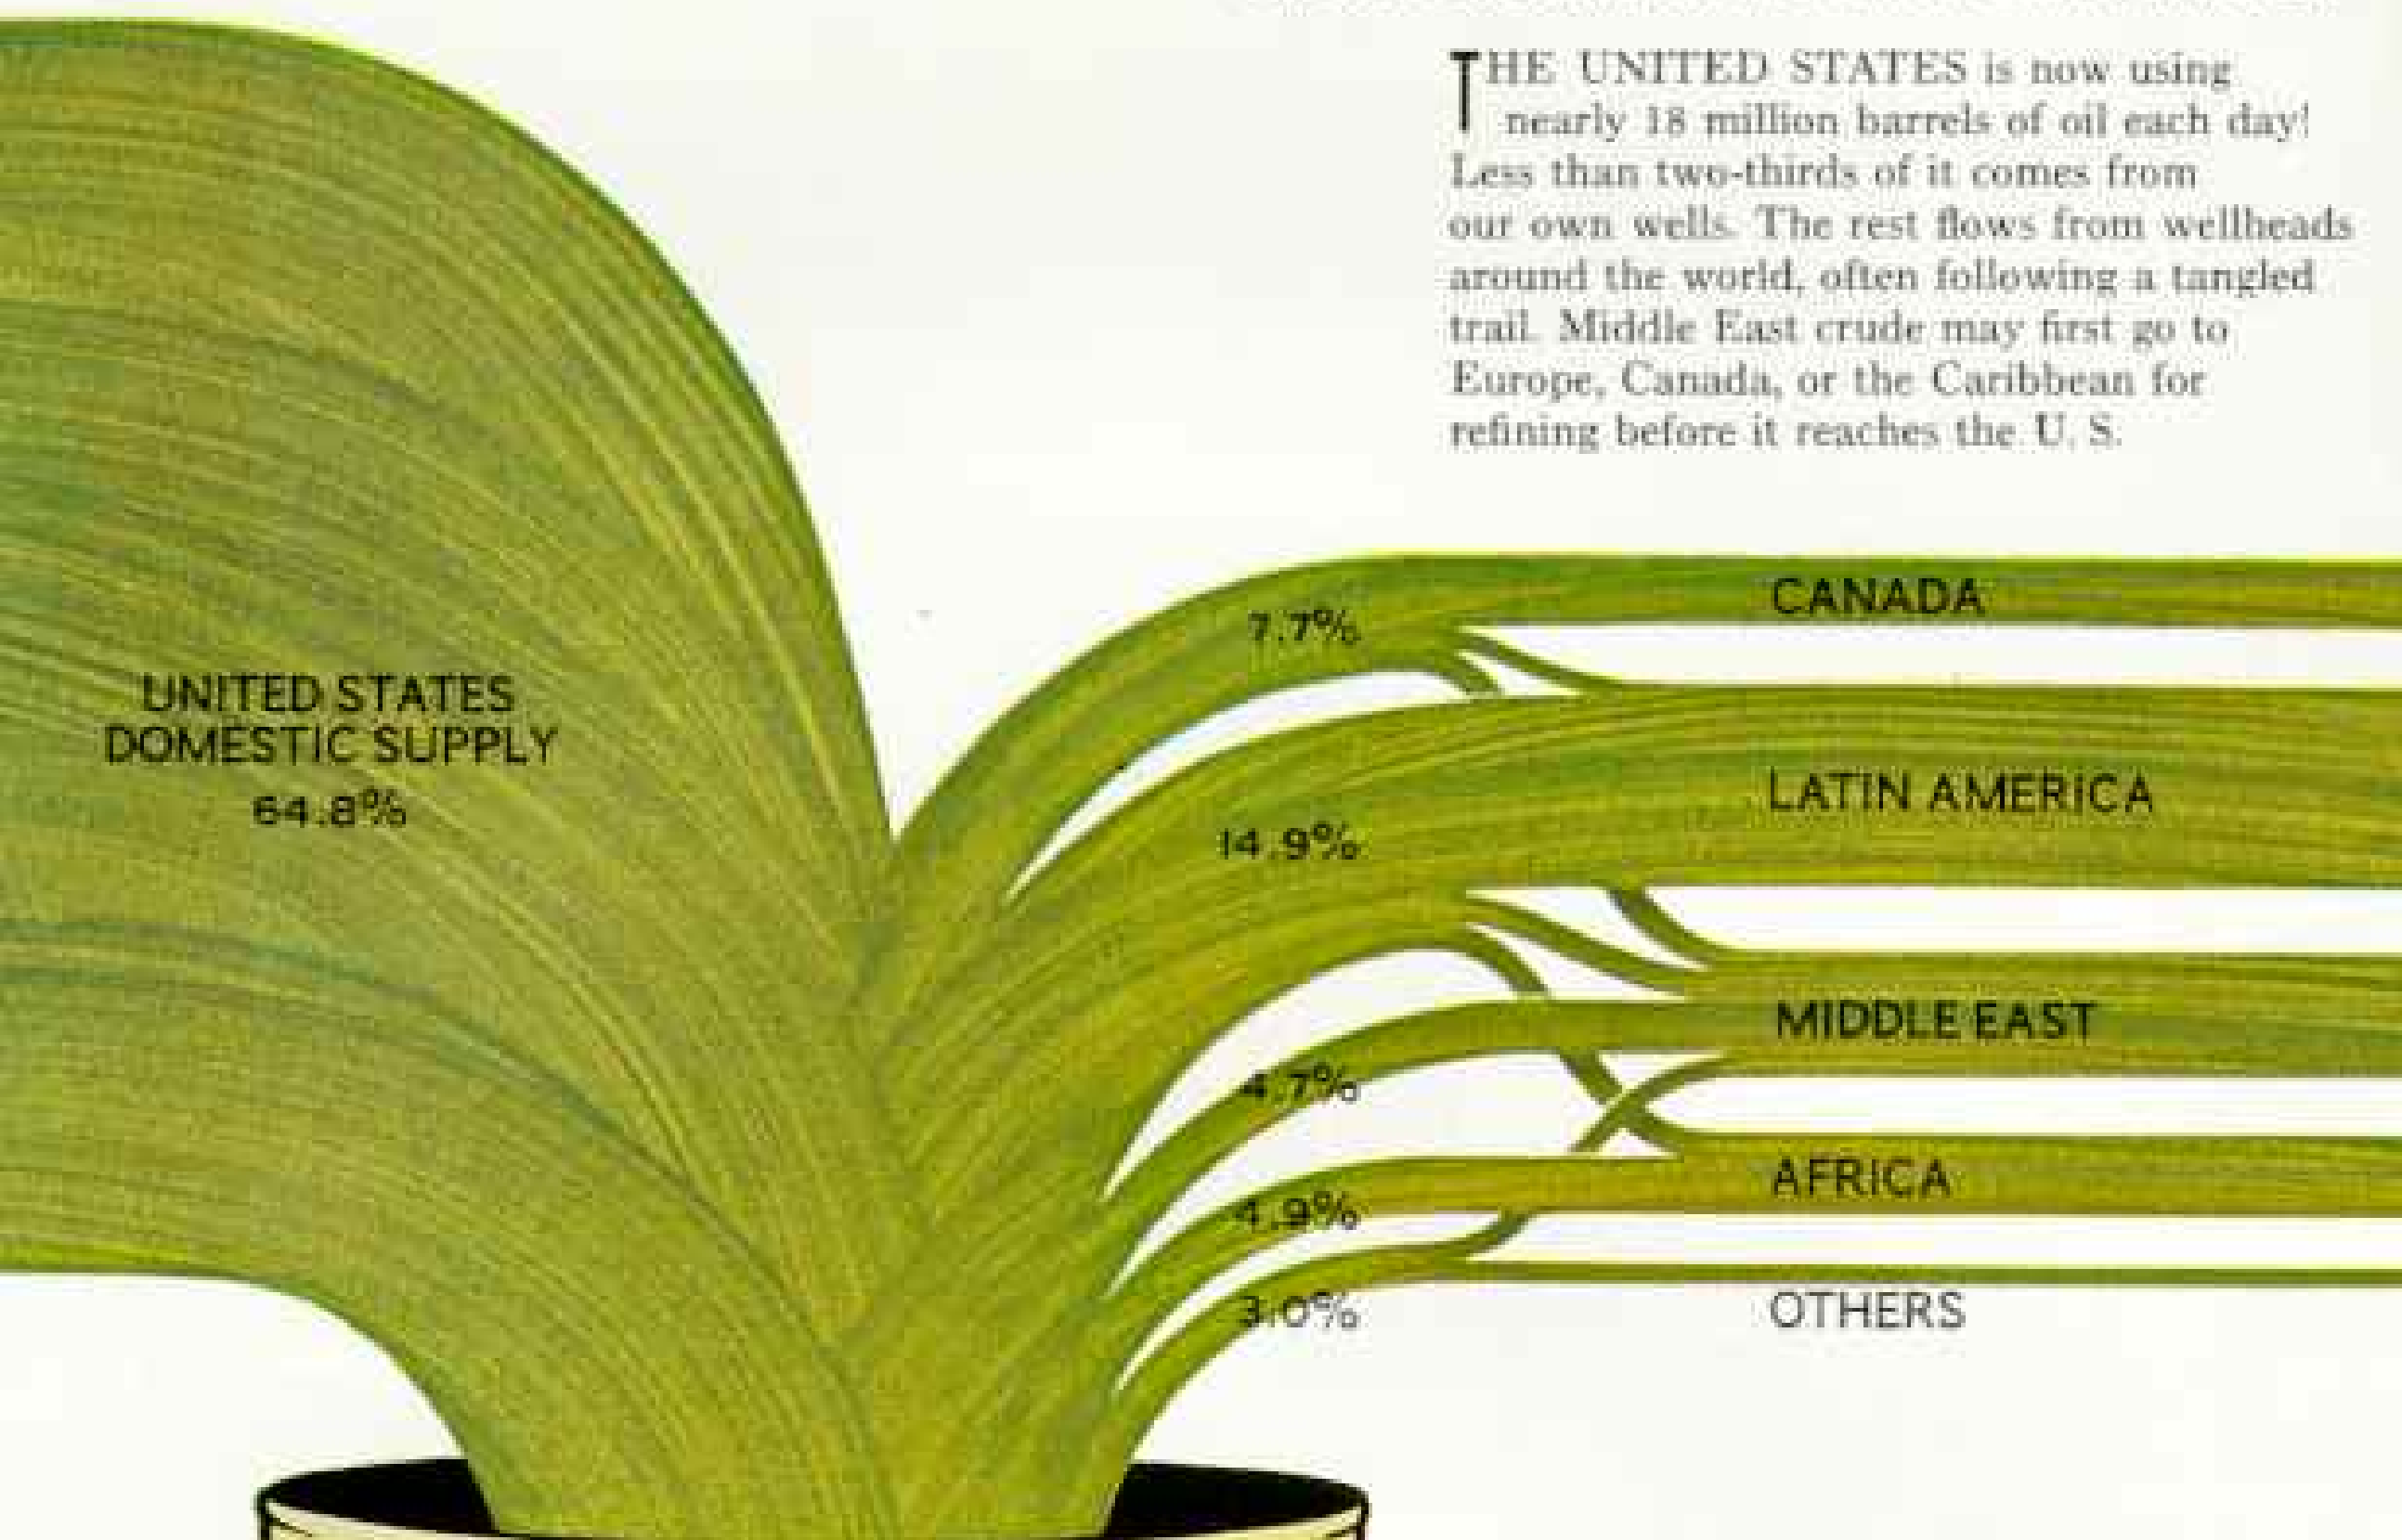 THE UNITED STATES is now using
nearly 18 million barrels of oil each day!
Less than two-thirds of it comes from
our own wells. The rest flows from wellheads
around the world, often following a tangled
trail. Middle East crude may first go to
Europe, Canada, or the Caribbean for
refining before it reaches the U. S.
CANADA
7.7%
UNITED STATES
DOMESTIC SUPPLY
64.8%
LATIN AMERICA
14.9%
MIDDLE EAST
4.7%
AFRICA
4.9%
OTHERS
3.0%